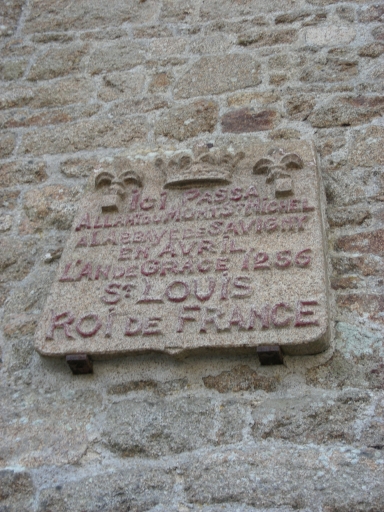 ICI PASSA
ALLANT DU MONT ST MICHEL
A L'ABBAYE DE SAVIGNY
EN AVRIL
L'AN DE GRACE 1256
ST LOUIS
ROI DE FRANCE